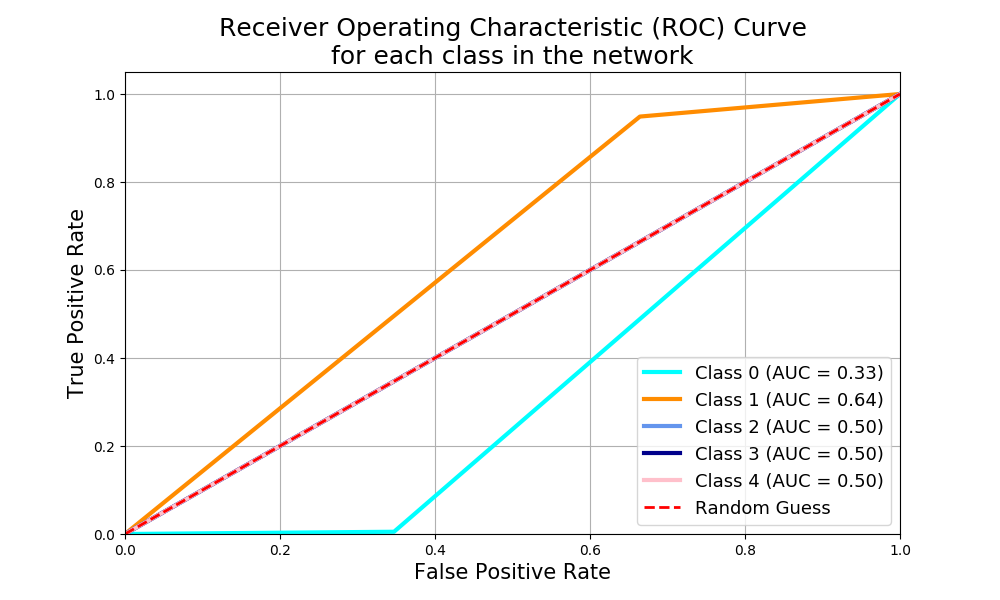 Receiver Operating Characteristic (ROC) Curve
for each class in the network
True Positive Rate
1.0
0.8
0.6
0.4
0.2
0.0
Class 0 (AUC = 0.33)
Class 1 (AUC = 0.64)
Class 2 (AUC = 0.50)
Class 3 (AUC = 0.50)
Class 4 (AUC = 0.50)
Random Guess
0.0 0.2 0.4 0.6 0.8 1.0
False Positive Rate